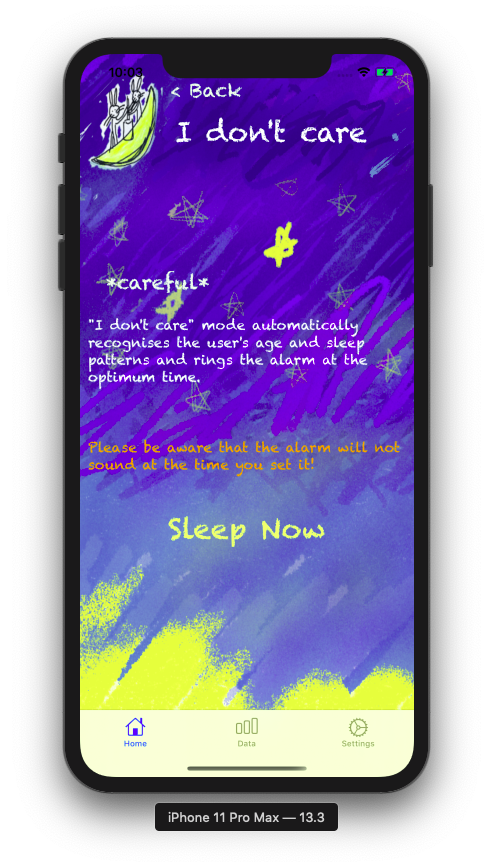 10:03
< Back
I don't care
*careful*
"I don't care" mode automatically
recognises the user's age and sleep
patterns and rings the alarm at the
optimum time.
Please be aware that the alarm will not
sound at the time you set it!
Sleep Now
Home
Data
Settings
iPhone 11 Pro Max — 13.3